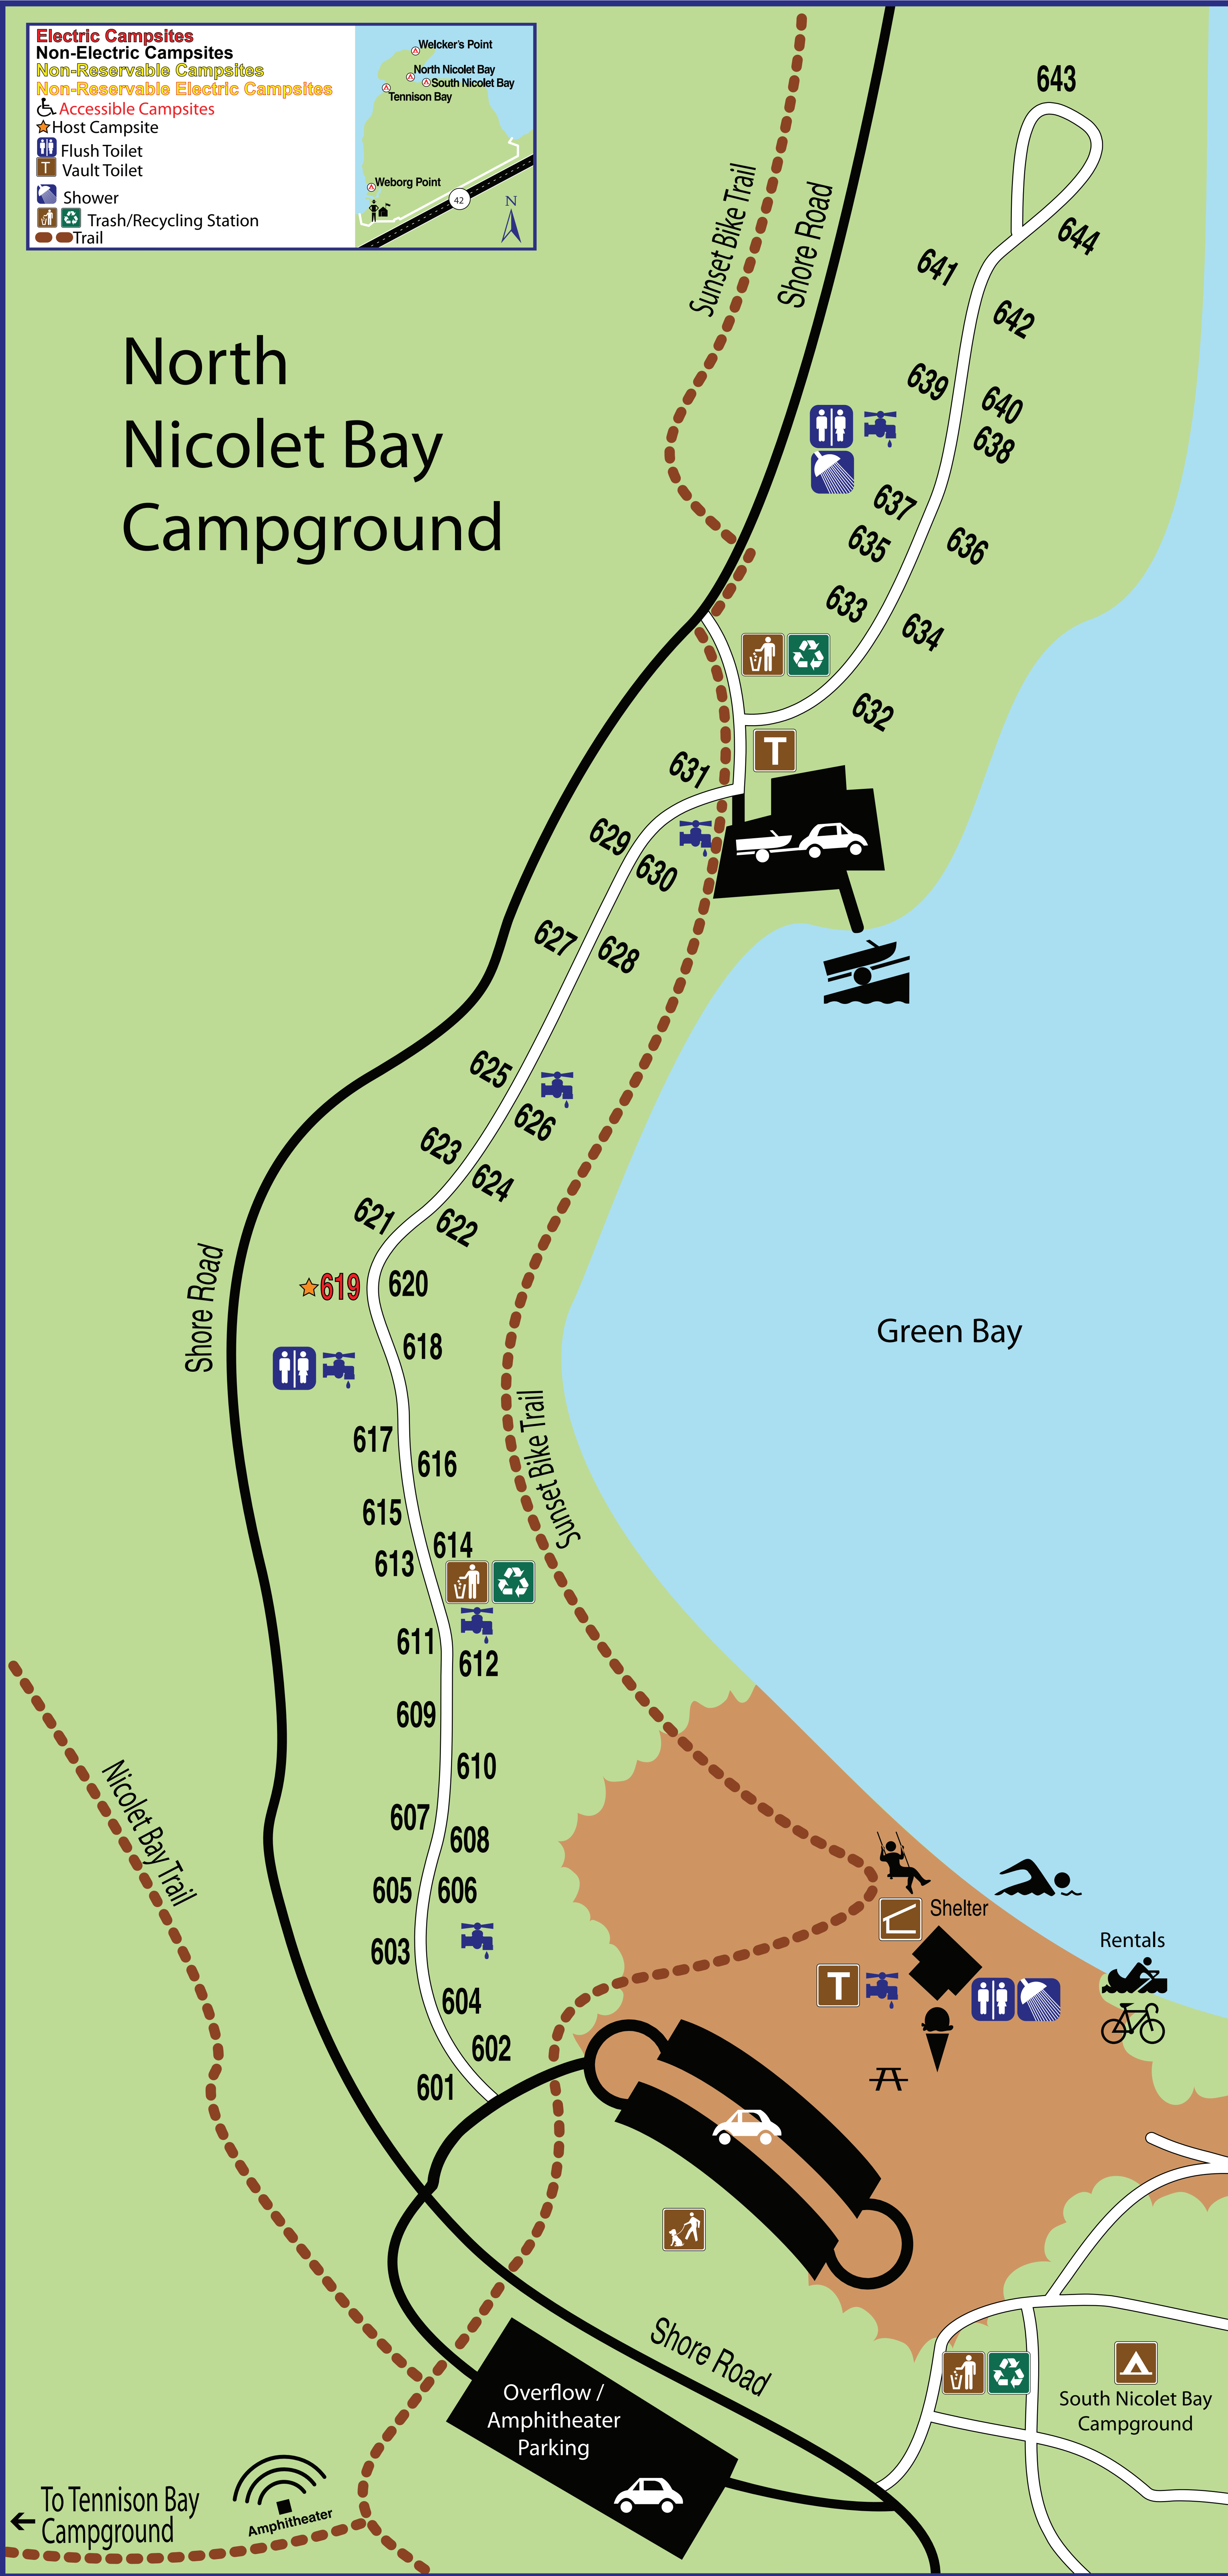 Electric Campsites
Non-Electric Campsites
Non-Reservable Campsites
Non-Reservable Electric Campsites
Accessible Campsites
Host Campsite
Flush Toilet
T
Vault Toilet
Shower
Trash/Recycling Station
Trail
Welcker's Point
North Nicolet Bay
South Nicolet Bay
Tennison Bay
Weborg Point
42
N
North
Nicolet Bay
Campground
Sunset Bike Trail
Shore Road
643
644
641
642
639
640
638
637
635
636
633
634
632
T
631
629
630
627
628
625
626
623
624
621
622
619
620
618
Shore Road
Green Bay
617
616
Sunset Bike Trail
615
614
613
611
612
609
610
607
608
Nicolet Bay Trail
605
606
603
604
602
601
Shelter
Rentals
T
Shore Road
Overflow /
Amphitheater
Parking
South Nicolet Bay
Campground
Amphitheater
To Tennison Bay
Campground